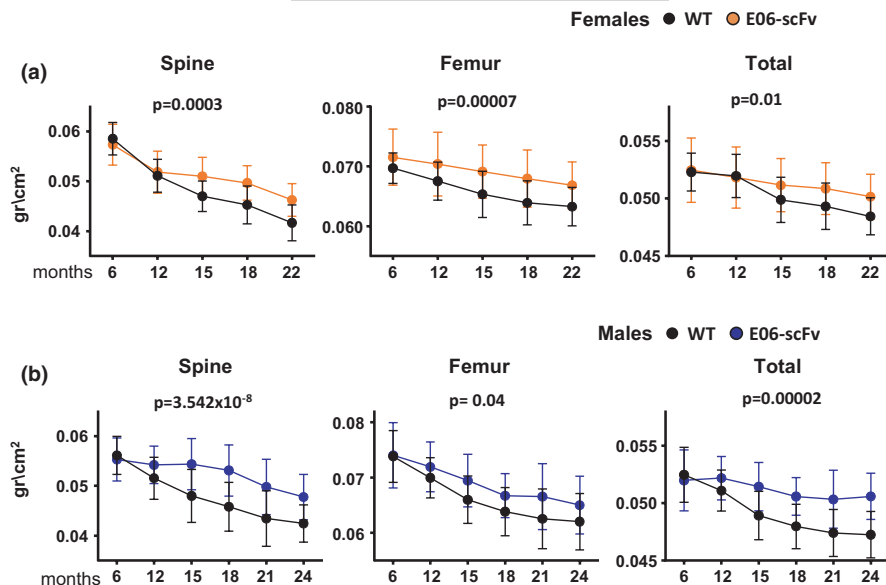 Females WT E06-scFv
(a)
Spine Femur Total
p=0.0003 p=0.00007 p=0.01
gr\cm²
0.06
0.05
0.04
0.080
0.070
0.060
0.055
0.050
0.045
months 6 12 15 18 22 6 12 15 18 22 6 12 15 18 22
Males WT E06-scFv
(b)
Spine Femur Total
p=3.542x10⁻⁸ p= 0.04 p=0.00002
gr\cm²
0.06
0.05
0.04
0.08
0.07
0.06
0.055
0.050
0.045
months 6 12 15 18 21 24 6 12 15 18 21 24 6 12 15 18 21 24